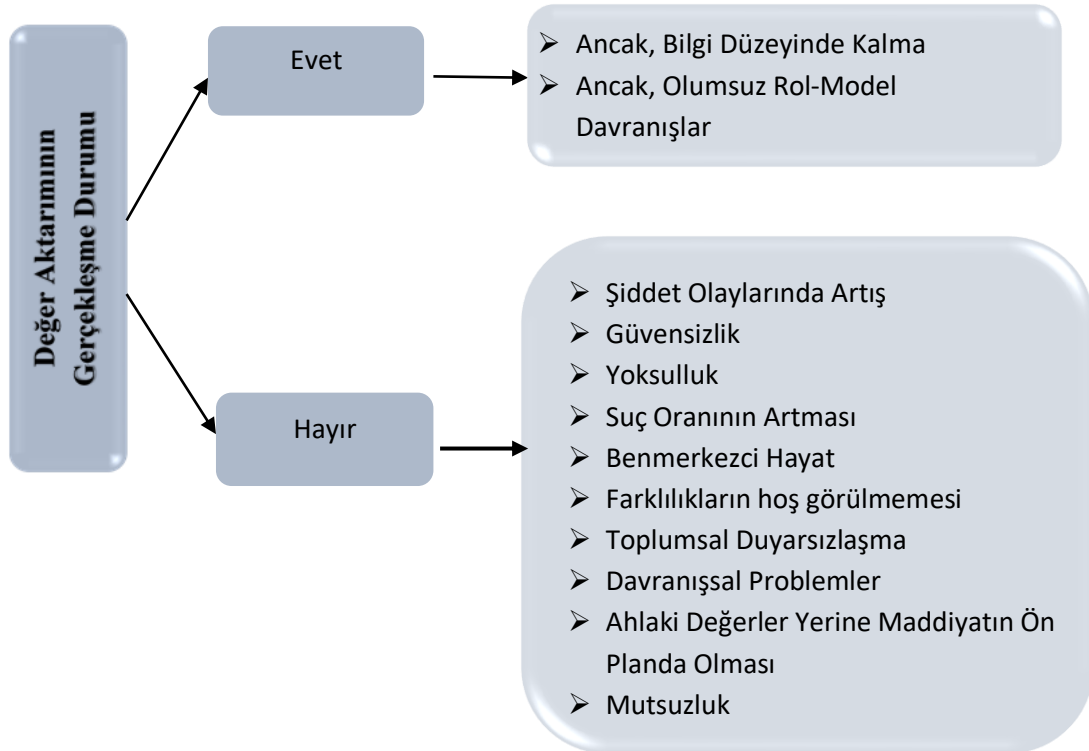 Değer Aktarımının
Gerçekleşme Durumu
Evet
➢ Ancak, Bilgi Düzeyinde Kalma
➢ Ancak, Olumsuz Rol-Model
Davranışlar
Hayır
➢ Şiddet Olaylarında Artış
➢ Güvensizlik
➢ Yoksulluk
➢ Suç Oranının Artması
➢ Benmerkezci Hayat
➢ Farklılıkların hoş görülmemesi
➢ Toplumsal Duyarsızlaşma
➢ Davranışsal Problemler
➢ Ahlaki Değerler Yerine Maddiyatın Ön
Planda Olması
➢ Mutsuzluk